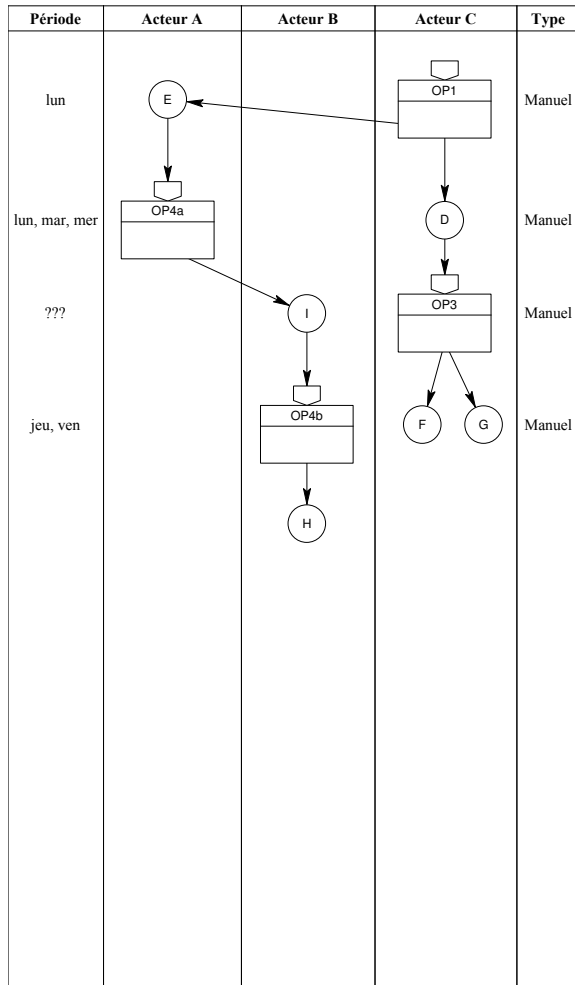 Période Acteur A Acteur B Acteur C Type
lun E OP1 Manuel
lun, mar, mer OP4a D Manuel
??? I OP3 Manuel
jeu, ven OP4b F G Manuel
H